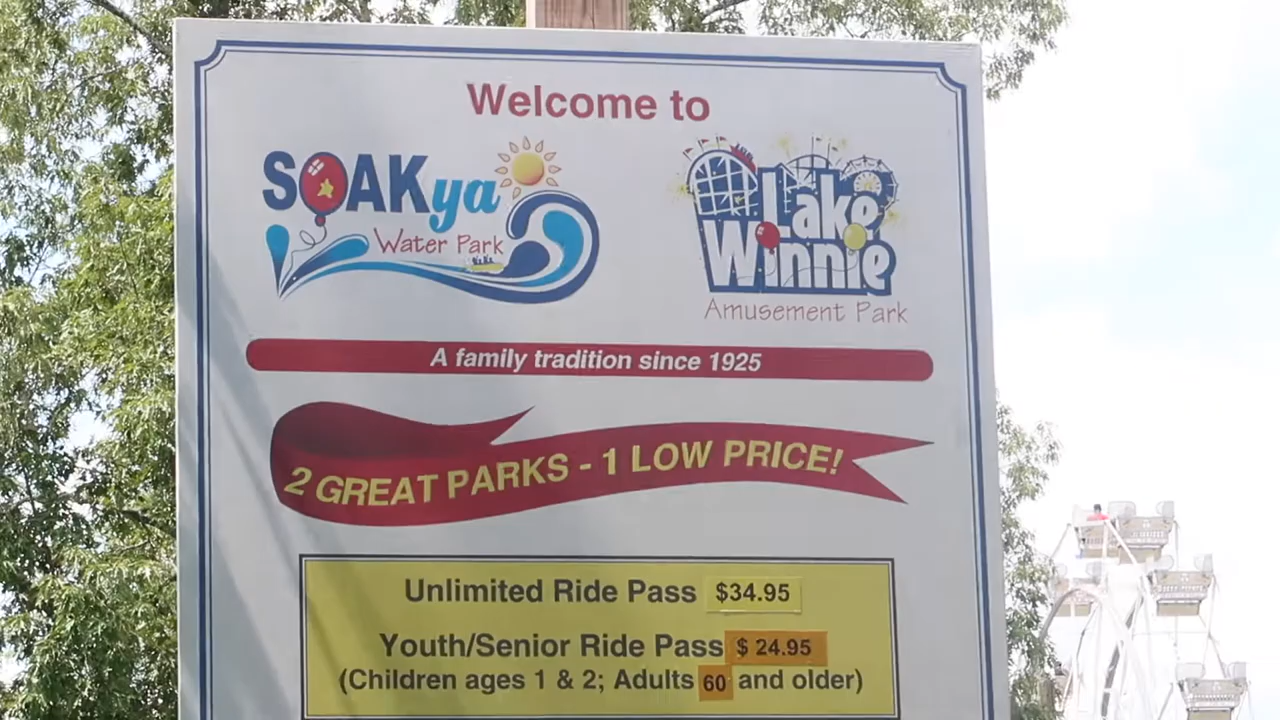 Welcome to
SOAKya
Water Park
Lake
Winnie
Amusement Park
A family tradition since 1925
2 GREAT PARKS - 1 LOW PRICE!
Unlimited Ride Pass $34.95
Youth/Senior Ride Pass $ 24.95
(Children ages 1 & 2; Adults 60 and older)